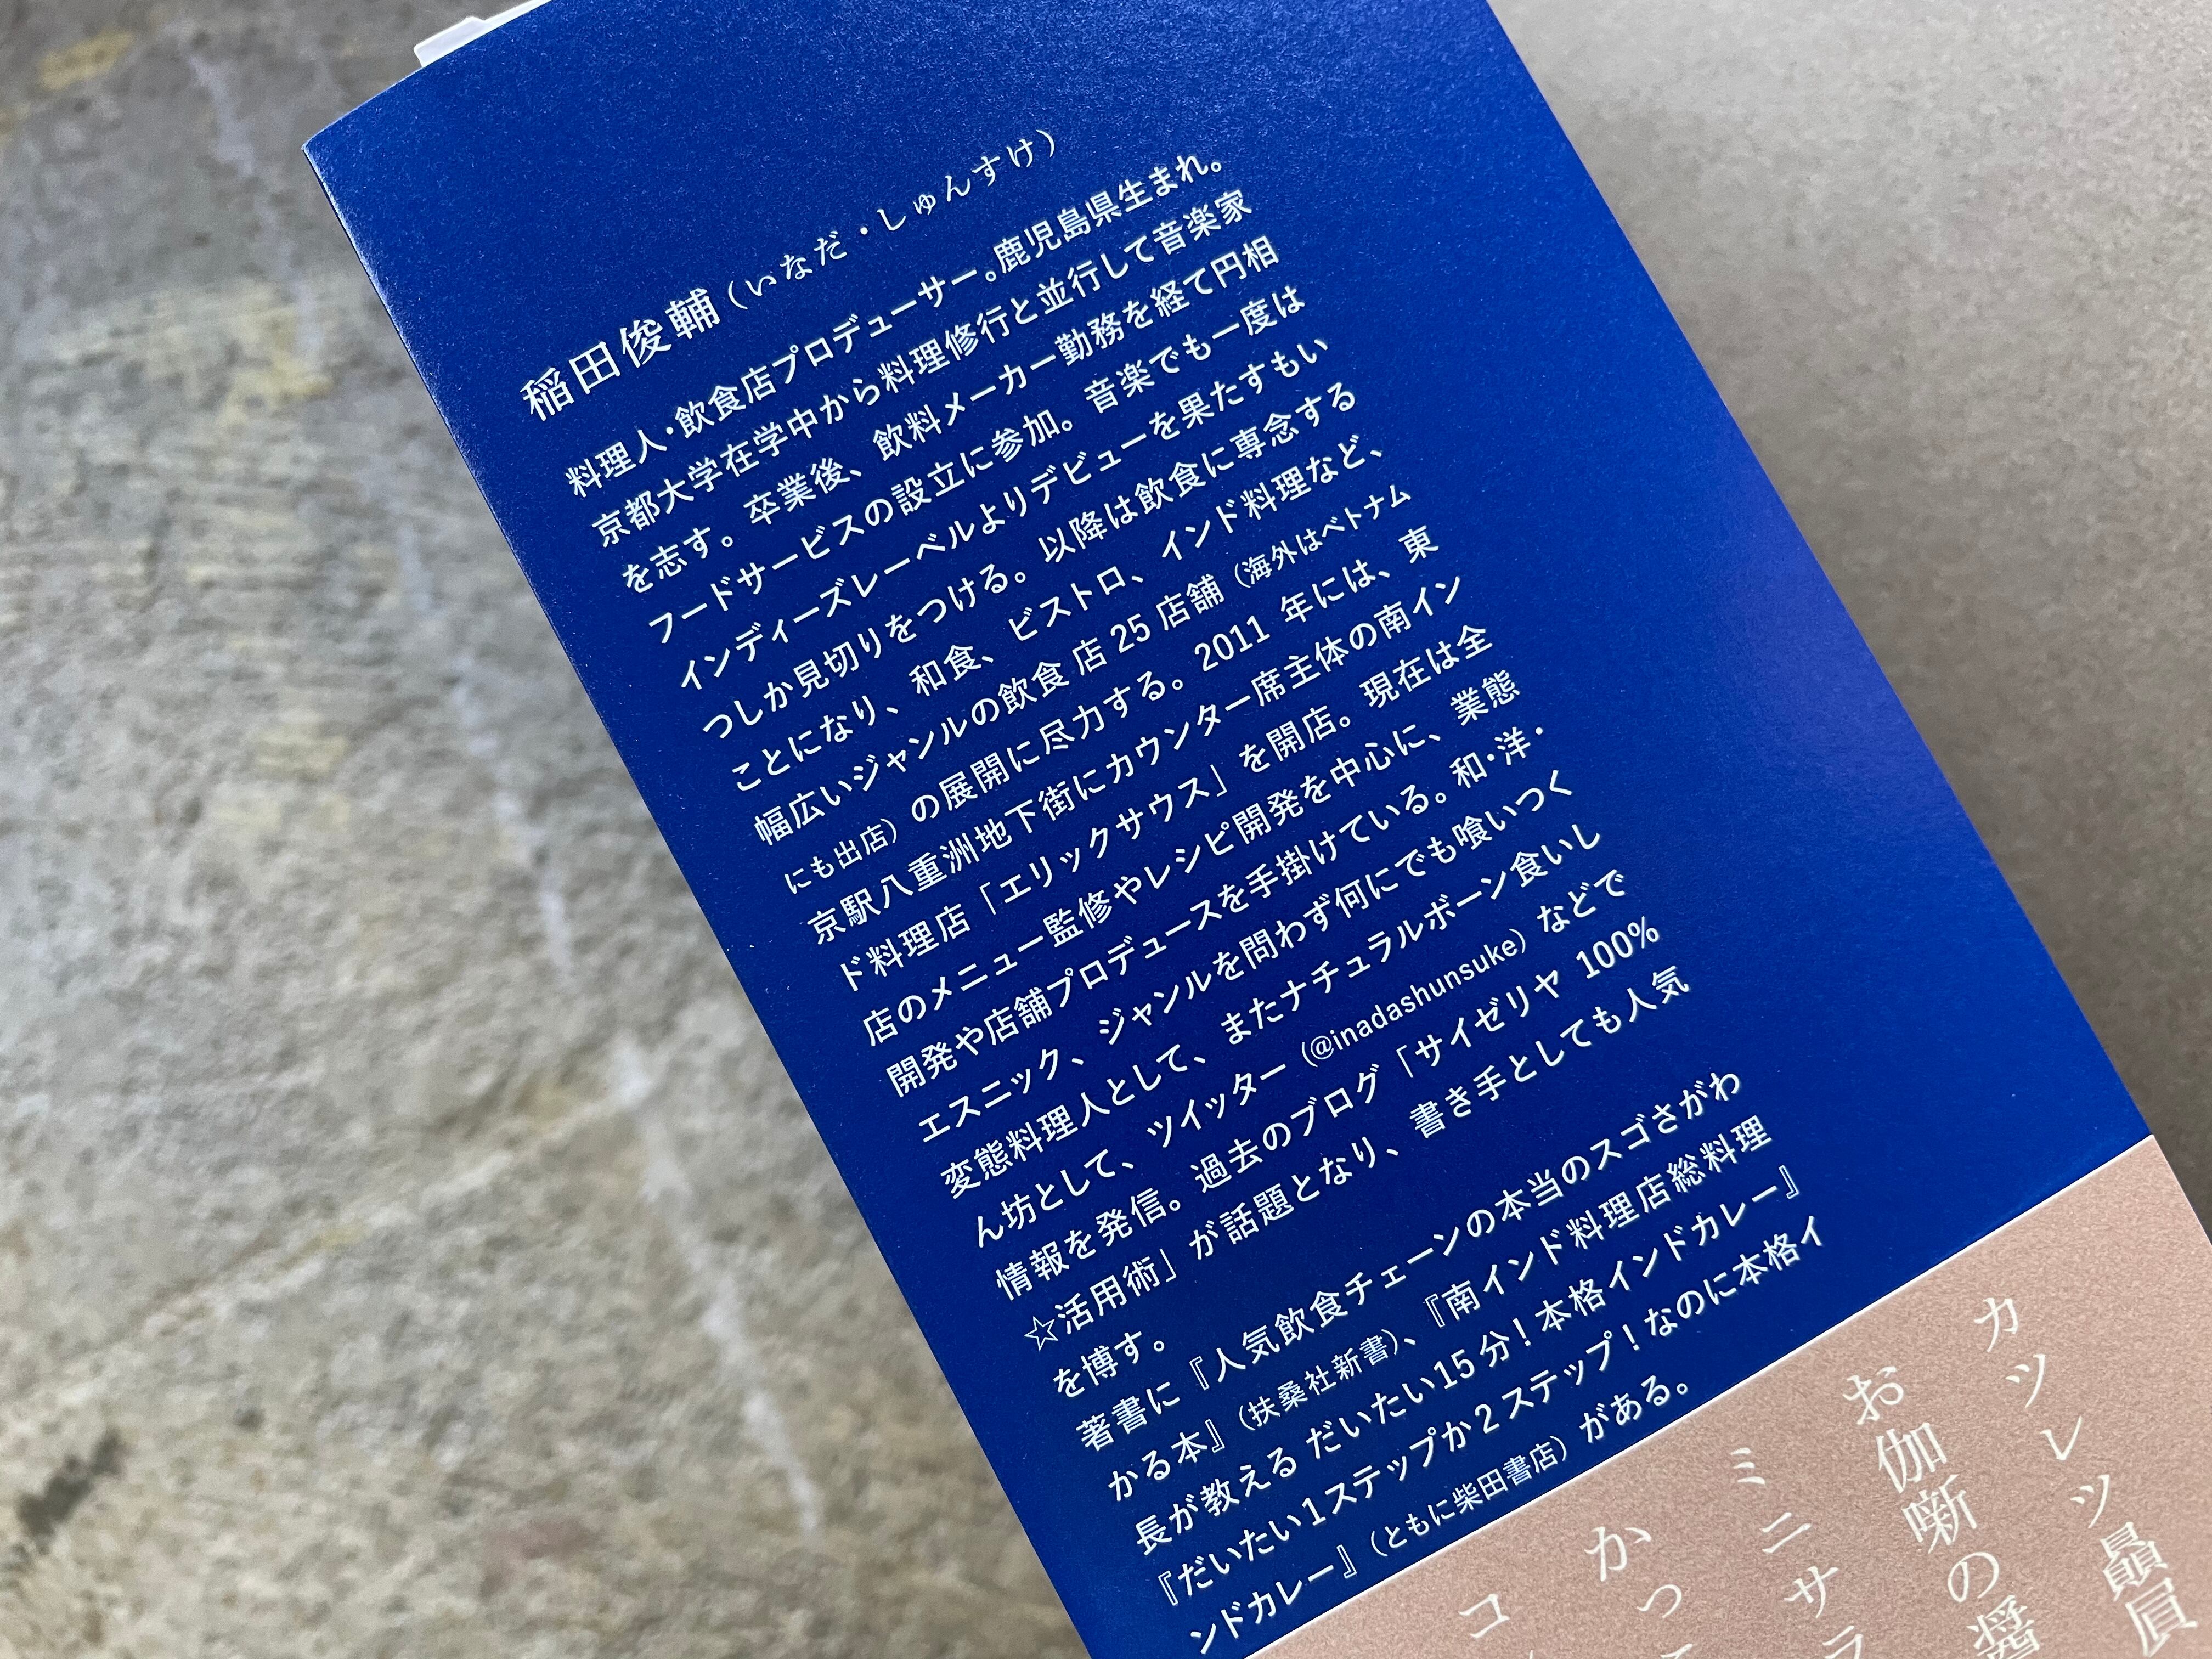 稲田俊輔（いなだ・しゅんすけ）
料理人・飲食店プロデューサー。鹿児島県生まれ。
京都大学在学中から料理修行と並行して音楽家
を志す。卒業後、飲料メーカー勤務を経て円相
フードサービスの設立に参加。音楽でも一度は
インディーズレーベルよりデビューを果たすもい
つしか見切りをつける。以降は飲食に専念する
ことになり、和食、ビストロ、インド料理など、
幅広いジャンルの飲食店25店舗（海外はベトナム
にも出店）の展開に尽力する。2011年には、東
京駅八重洲地下街にカウンター席主体の南イン
ド料理店「エリックサウス」を開店。現在は全
店のメニュー監修やレシピ開発を中心に、業態
開発や店舗プロデュースを手掛けている。和・洋・
エスニック、ジャンルを問わず何にでも喰いつく
変態料理人として、またナチュラルボーン食いし
ん坊として、ツイッター（@inadashunsuke）などで
情報を発信。過去のブログ「サイゼリヤ100%
☆活用術」が話題となり、書き手としても人気
を博す。
著書に『人気飲食チェーンの本当のスゴさがわ
かる本』（扶桑社新書）、『南インド料理店総料理
長が教える だいたい15分！本格インドカレー』
『だいたい1ステップか2ステップ！なのに本格イ
ンドカレー』（ともに柴田書店）がある。
カツレツ贔屓
お伽噺の醤
ミニサラ
かっ
コ